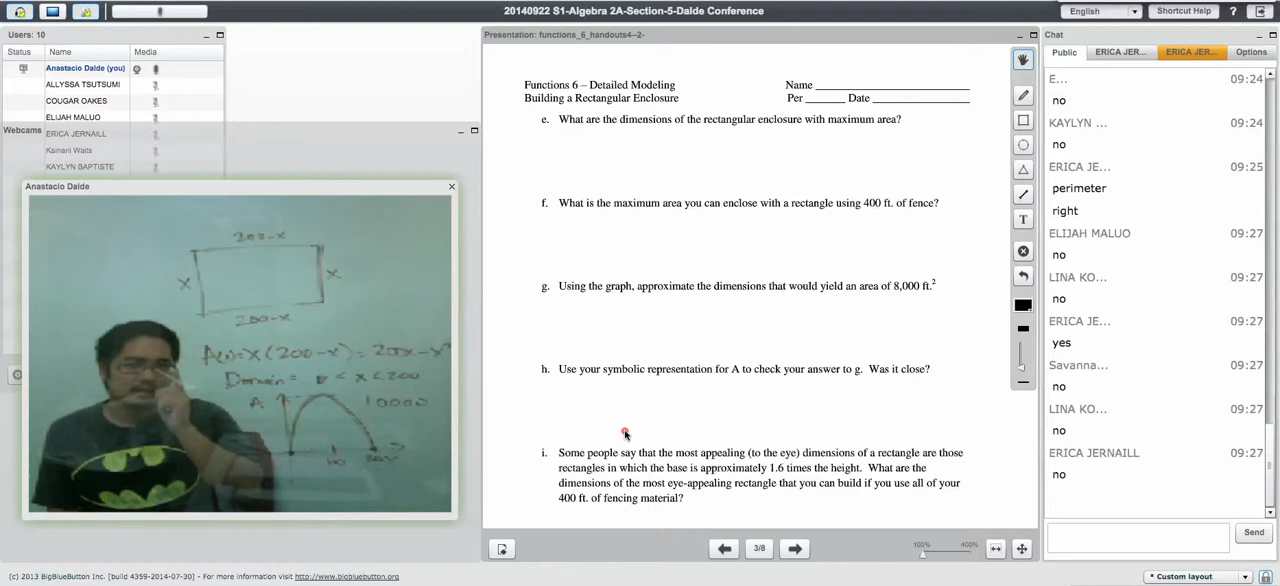 20140922 S1-Algebra 2A-Section-5-Dalde Conference
English
Shortcut Help
?
Users: 10
Status Name Media
Anastacio Dalde (you)
ALLYSSA TSUTSUMI
COUGAR OAKES
ELIJAH MALUO
ERICA JERNAILL
Kainani Waits
KAYLYN BAPTISTE
Webcams
Anastacio Dalde
200-x
x x
200-x
A(x)=x(200-x)=200x-x²
Domain = 0 < x < 200
A 10000
100 200
Presentation: functions_6_handouts4--2-
Functions 6 – Detailed Modeling Name
Building a Rectangular Enclosure Per Date
e. What are the dimensions of the rectangular enclosure with maximum area?
f. What is the maximum area you can enclose with a rectangle using 400 ft. of fence?
g. Using the graph, approximate the dimensions that would yield an area of 8,000 ft.²
h. Use your symbolic representation for A to check your answer to g. Was it close?
i. Some people say that the most appealing (to the eye) dimensions of a rectangle are those
rectangles in which the base is approximately 1.6 times the height. What are the
dimensions of the most eye-appealing rectangle that you can build if you use all of your
400 ft. of fencing material?
T
3/8
100% 400%
Chat
Public ERICA JER... ERICA JER... Options
E... 09:24
no
KAYLYN ... 09:24
no
ERICA JE... 09:25
perimeter
right
ELIJAH MALUO 09:27
no
LINA KO... 09:27
no
ERICA JE... 09:27
yes
Savanna... 09:27
no
LINA KO... 09:27
no
ERICA JERNAILL 09:27
no
Send
(c) 2013 BigBlueButton Inc. [build 4359-2014-07-30] - For more information visit http://www.bigbluebutton.org
* Custom layout